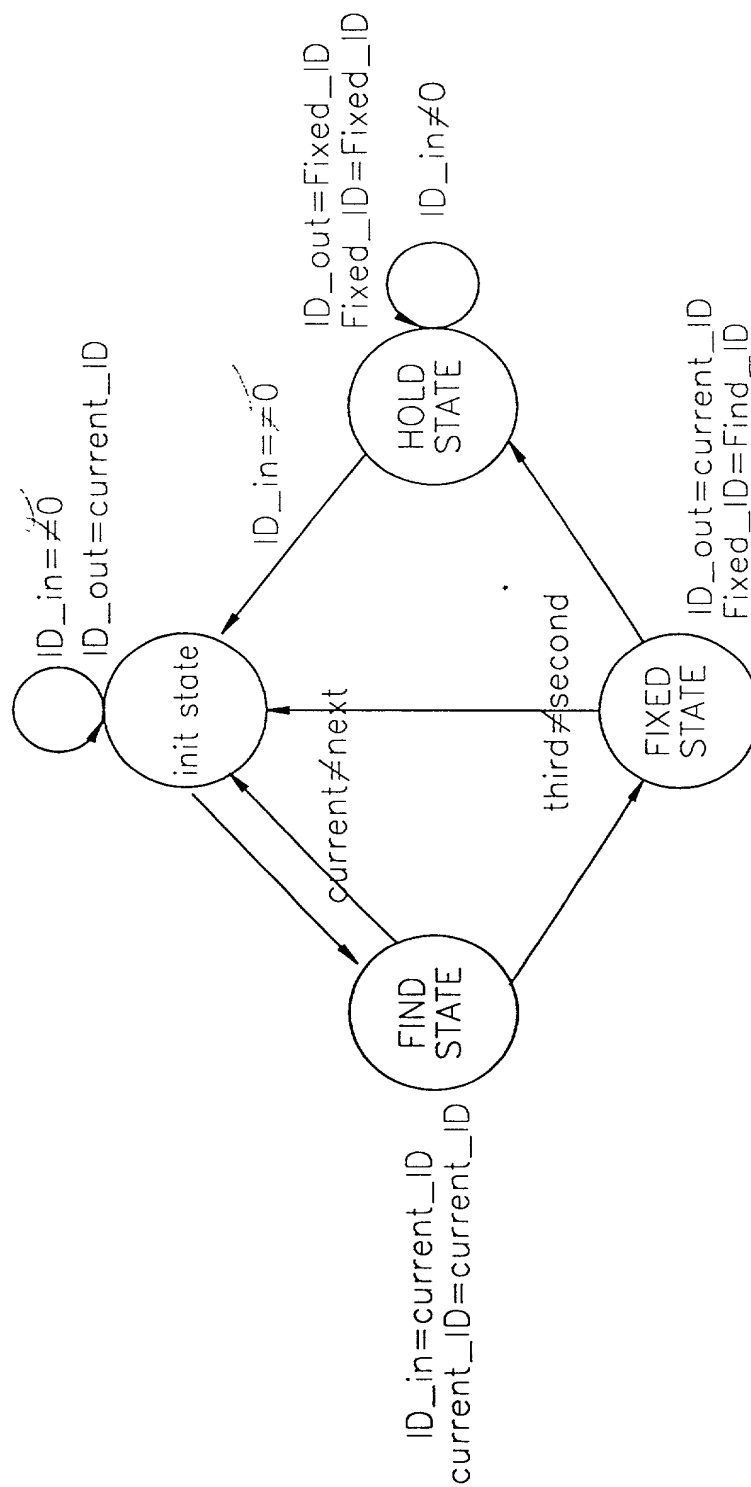 ID_in=≠0
ID_out=current_ID
init state
ID_in=≠0
ID_out=Fixed_ID
Fixed_ID=Fixed_ID
ID_in≠0
HOLD
STATE
current≠next
FIND
STATE
ID_in=current_ID
current_ID=current_ID
third≠second
FIXED
STATE
ID_out=current_ID
Fixed_ID=Find_ID